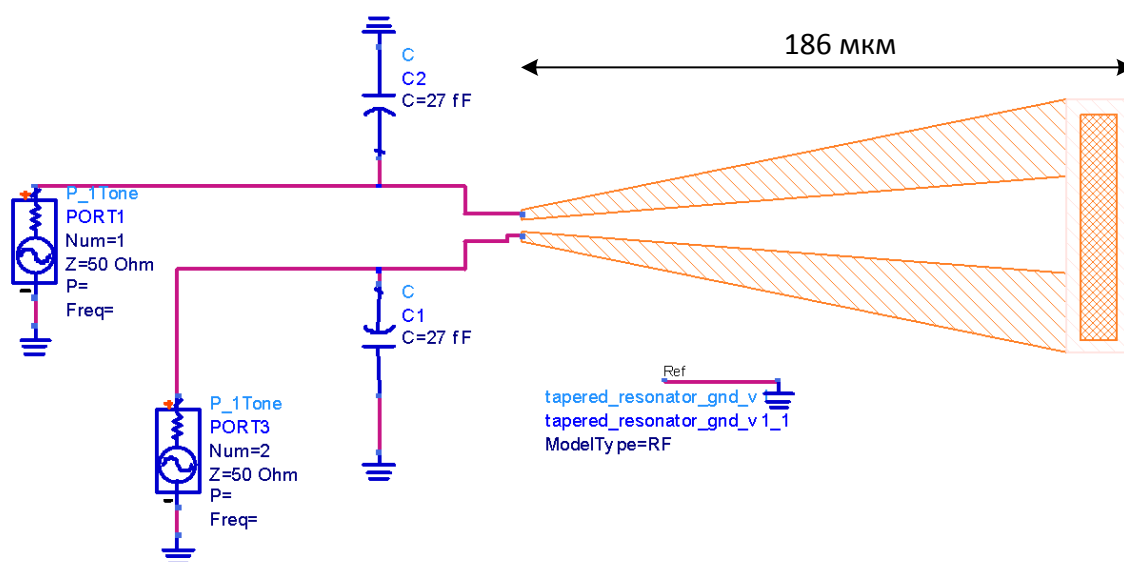 186 мкм
C
C2
C=27 fF
P_1Tone
PORT1
Num=1
Z=50 Ohm
P=
Freq=
C
C1
C=27 fF
P_1Tone
PORT3
Num=2
Z=50 Ohm
P=
Freq=
Ref
tapered_resonator_gnd_v1
tapered_resonator_gnd_v1_1
ModelType=RF